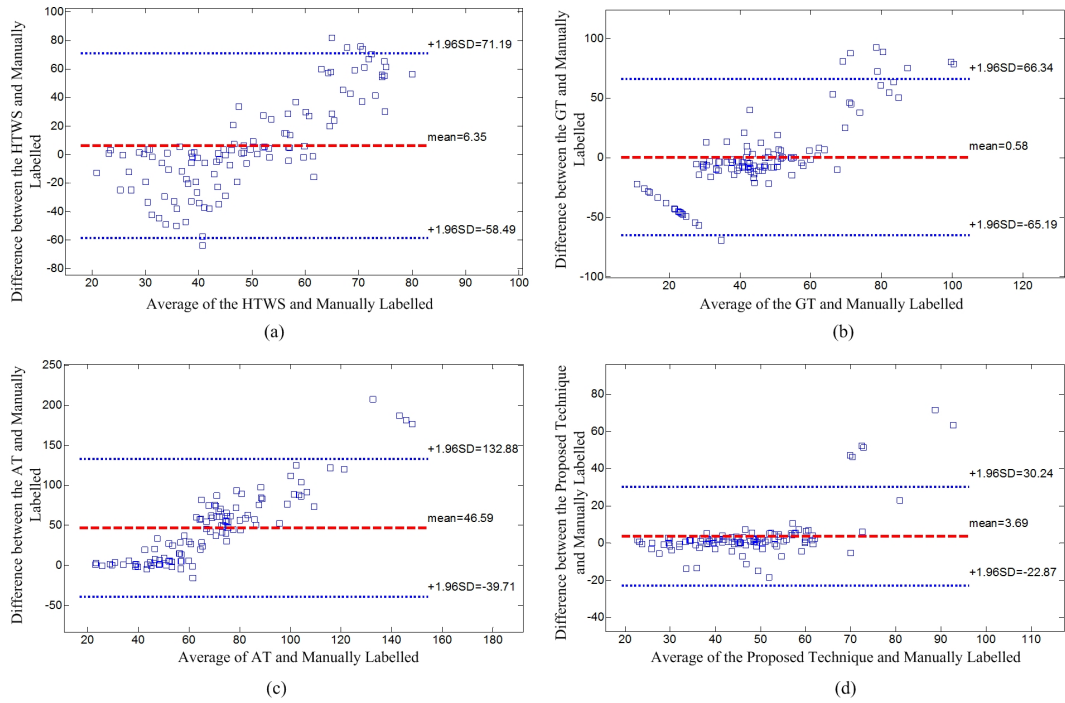 100
80
60
40
20
0
-20
-40
-60
-80
+1.96SD=71.19
mean=6.35
+1.96SD=-58.49
20 30 40 50 60 70 80 90 100
Difference between the HTWS and Manually
Labelled
Average of the HTWS and Manually Labelled
(a)
100
50
0
-50
-100
+1.96SD=66.34
mean=0.58
+1.96SD=-65.19
20 40 60 80 100 120
Difference between the GT and Manually
Labelled
Average of the GT and Manually Labelled
(b)
250
200
150
100
50
0
-50
+1.96SD=132.88
mean=46.59
+1.96SD=-39.71
20 40 60 80 100 120 140 160 180
Difference between the AT and Manually
Labelled
Average of AT and Manually Labelled
(c)
80
60
40
20
0
-20
-40
+1.96SD=30.24
mean=3.69
+1.96SD=-22.87
20 30 40 50 60 70 80 90 100 110
Difference between the Proposed Technique
and Manually Labelled
Average of the Proposed Technique and Manually Labelled
(d)